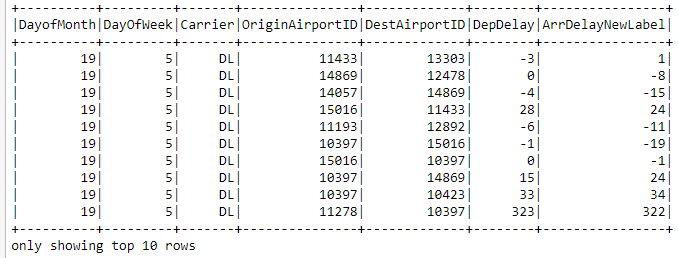 +----------+---------+-------+---------------+-------------+--------+----------------+
|DayofMonth|DayOfWeek|Carrier|OriginAirportID|DestAirportID|DepDelay|ArrDelayNewLabel|
+----------+---------+-------+---------------+-------------+--------+----------------+
|        19|        5|     DL|          11433|        13303|      -3|               1|
|        19|        5|     DL|          14869|        12478|       0|              -8|
|        19|        5|     DL|          14057|        14869|      -4|             -15|
|        19|        5|     DL|          15016|        11433|      28|              24|
|        19|        5|     DL|          11193|        12892|      -6|             -11|
|        19|        5|     DL|          10397|        15016|      -1|             -19|
|        19|        5|     DL|          15016|        10397|       0|              -1|
|        19|        5|     DL|          10397|        14869|      15|              24|
|        19|        5|     DL|          10397|        10423|      33|              34|
|        19|        5|     DL|          11278|        10397|     323|             322|
+----------+---------+-------+---------------+-------------+--------+----------------+
only showing top 10 rows